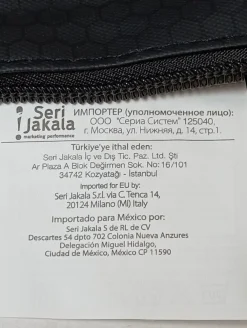 Seri
Jakala
marketing performance
ИМПОРТЕР (уполномоченное лицо):
ООО "Сериа Систем" 125040,
г. Москва, ул. Нижняя, д. 14, стр.1.
Türkiye'ye ithal eden:
Seri Jakala İç ve Dış Tic. Paz. Ltd. Şti
Ar Plaza A Blok Değirmen Sok. No: 16/101
34742 Kozyatağı - İstanbul
Imported for EU by:
Seri Jakala S.r.l. via C. Tenca 14,
20124 Milano (MI) Italy
Importado para México por:
Seri Jakala S de RL de CV
Descartes 54 dpto 702 Colonia Nueva Anzures
Delegación Miguel Hidalgo,
Ciudad de México, México CP 11590